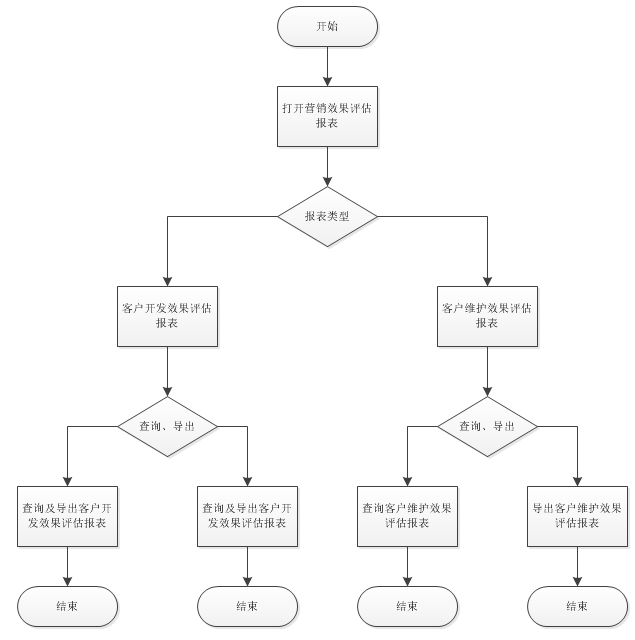 开始
打开营销效果评估
报表
报表类型
客户开发效果评估
报表
客户维护效果评估
报表
查询、导出
查询、导出
查询及导出客户开
发效果评估报表
查询及导出客户开
发效果评估报表
查询客户维护效果
评估报表
导出客户维护效果
评估报表
结束
结束
结束
结束